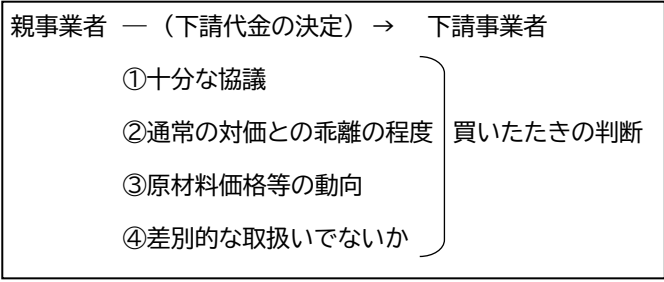 親事業者 ―（下請代金の決定）→ 下請事業者
①十分な協議
②通常の対価との乖離の程度 買いたたきの判断
③原材料価格等の動向
④差別的な取扱いでないか